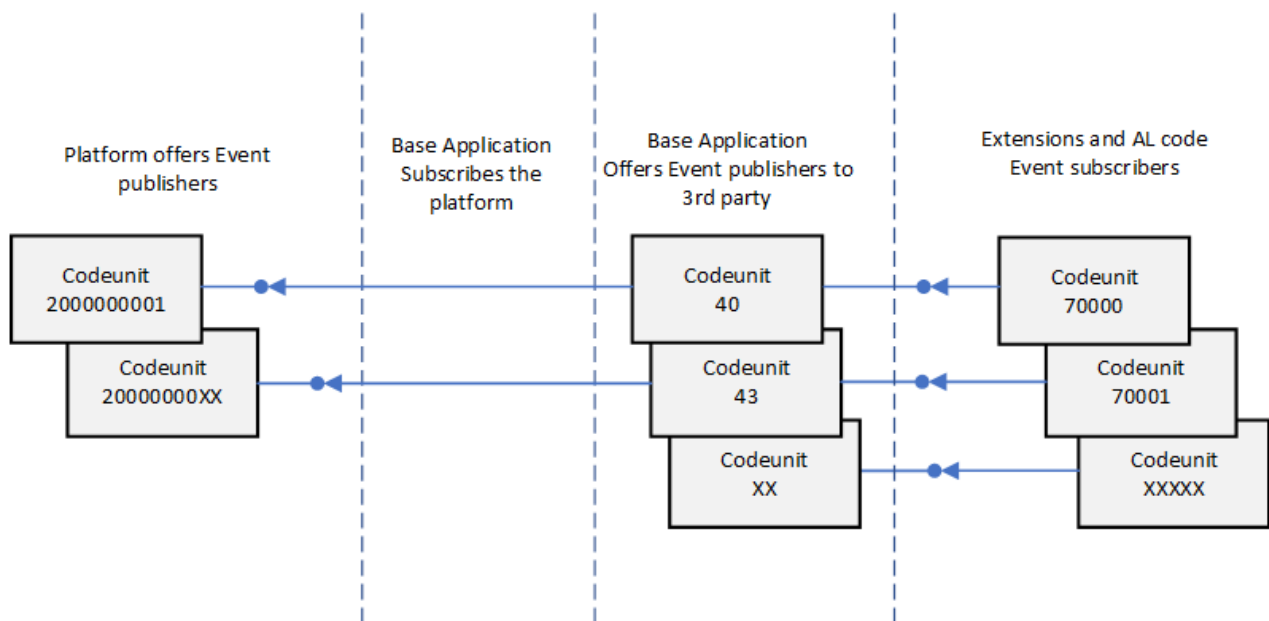 Platform offers Event
publishers
Base Application
Subscribes the
platform
Base Application
Offers Event publishers to
3rd party
Extensions and AL code
Event subscribers
Codeunit
2000000001
Codeunit
20000000XX
Codeunit
40
Codeunit
43
Codeunit
XX
Codeunit
70000
Codeunit
70001
Codeunit
XXXXX